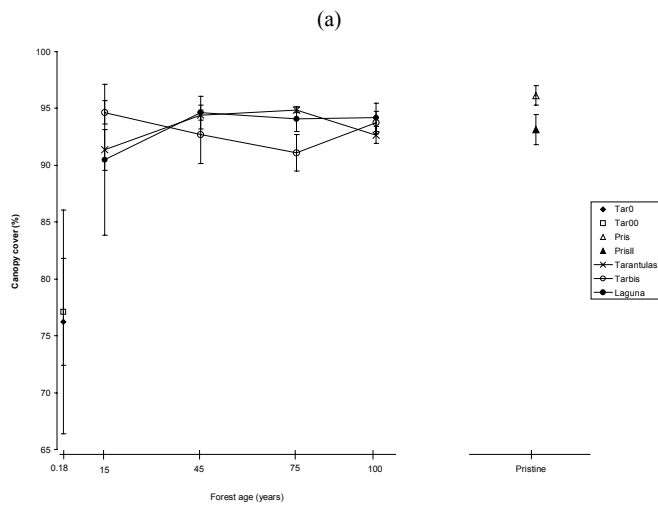 (a)
100
95
90
85
80
75
70
65
Canopy cover (%)
0.18 15 45 75 100 Pristine
Forest age (years)
Tar0
Tar00
Pris
PrisII
Tarantulas
Tarbis
Laguna